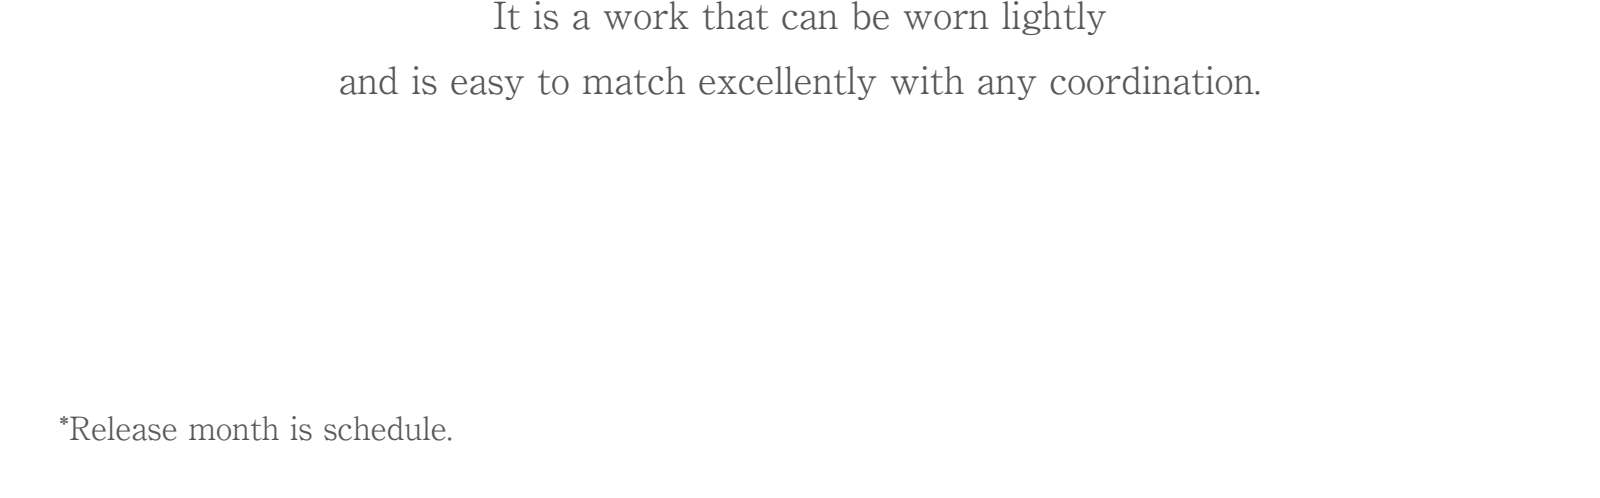 It is a work that can be worn lightly
and is easy to match excellently with any coordination.
*Release month is schedule.